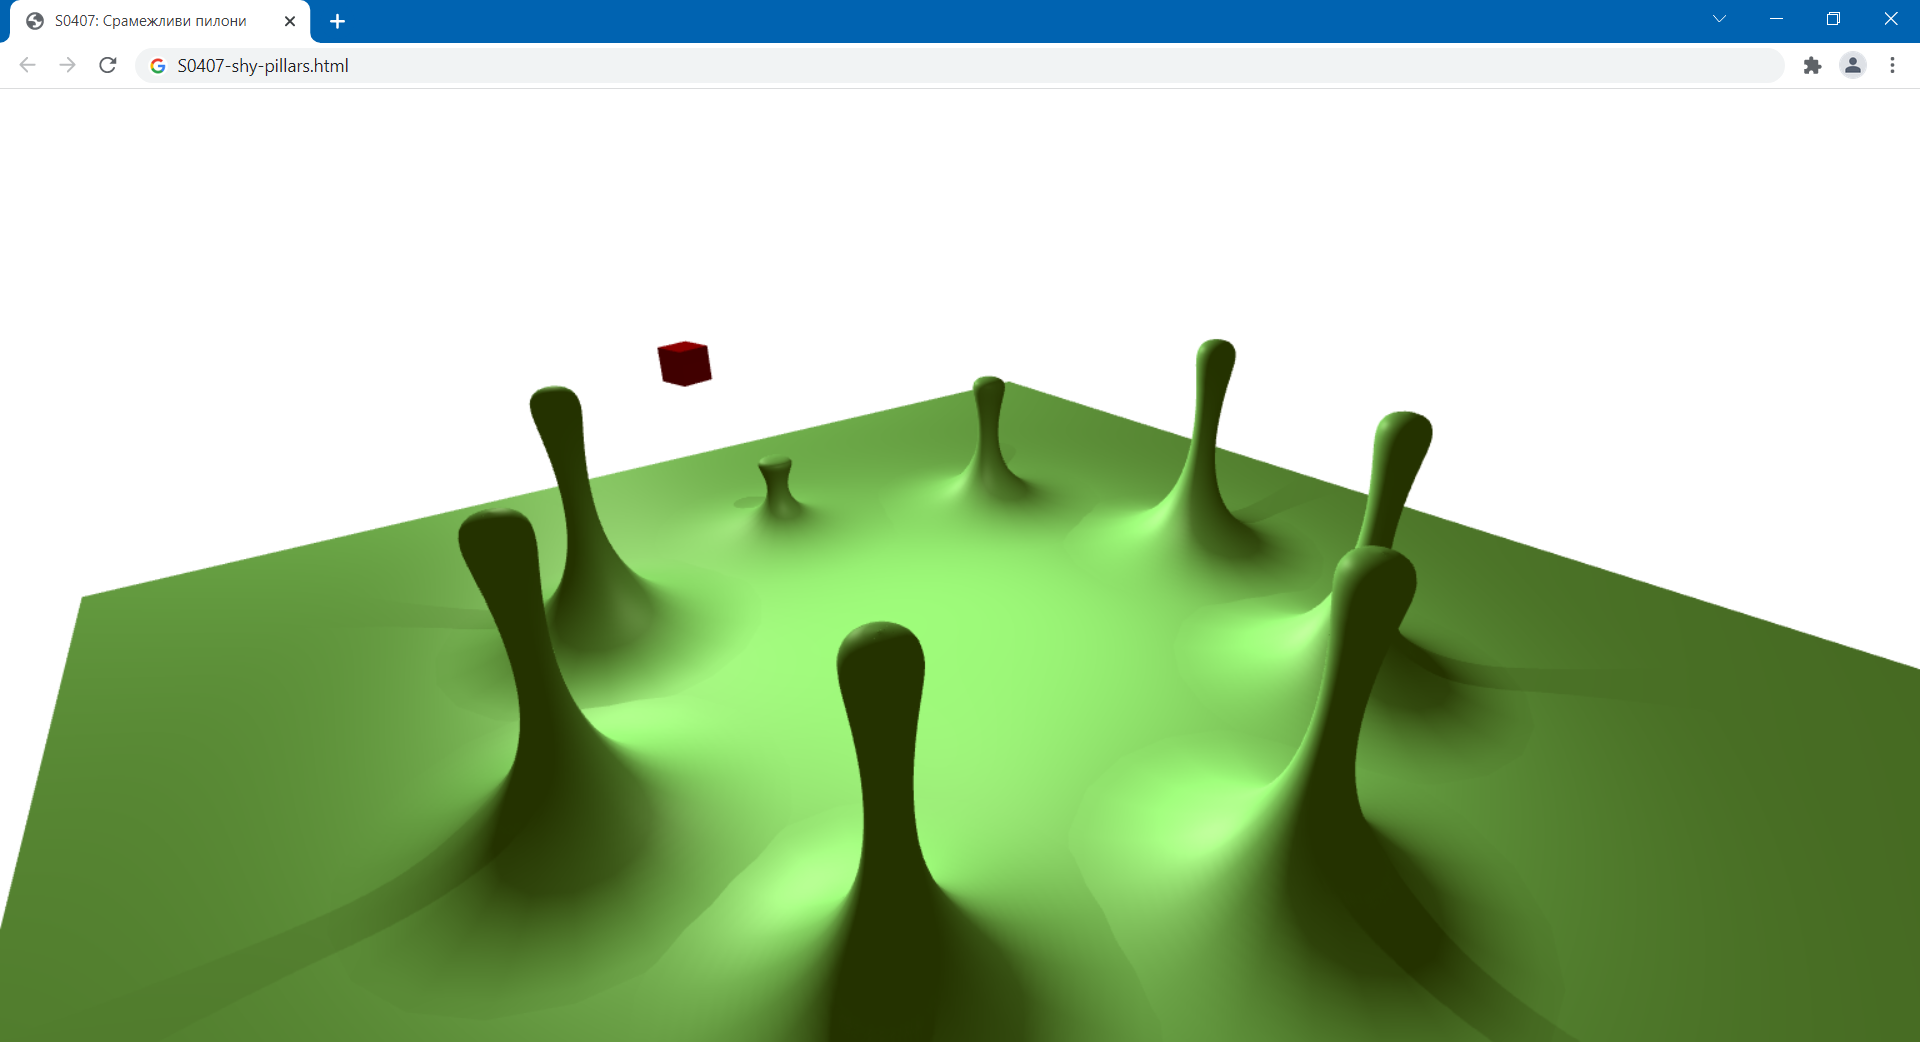 S0407: Срамежливи пилони
S0407-shy-pillars.html